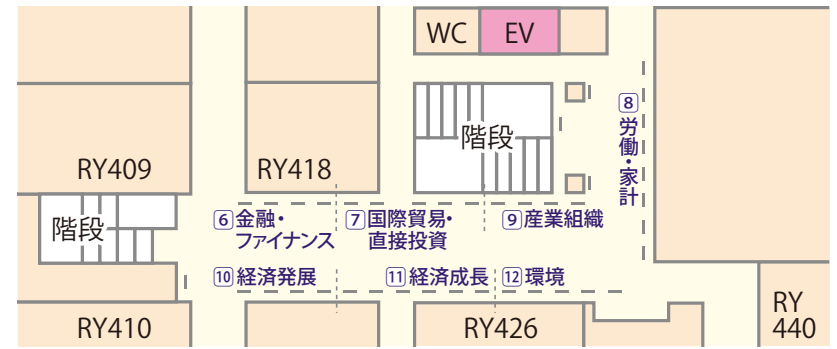 WC
EV
⑧労働・家計
階段
RY409
RY418
階段
⑥金融・
ファイナンス
⑦国際貿易・
直接投資
⑨産業組織
⑩経済発展
⑪経済成長
⑫環境
RY410
RY426
RY
440